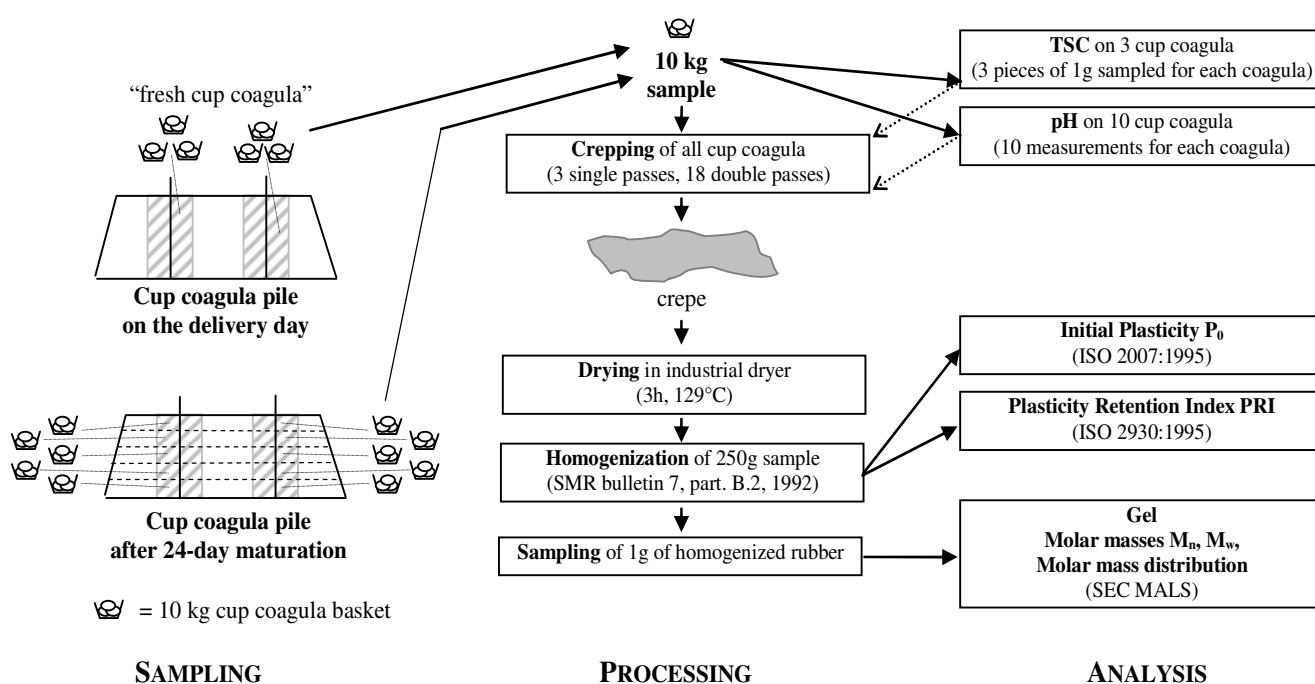 “fresh cup coagula”
Cup coagula pile
on the delivery day
Cup coagula pile
after 24-day maturation
= 10 kg cup coagula basket
SAMPLING
10 kg
sample
Crepping of all cup coagula
(3 single passes, 18 double passes)
crepe
Drying in industrial dryer
(3h, 129°C)
Homogenization of 250g sample
(SMR bulletin 7, part. B.2, 1992)
Sampling of 1g of homogenized rubber
PROCESSING
TSC on 3 cup coagula
(3 pieces of 1g sampled for each coagula)
pH on 10 cup coagula
(10 measurements for each coagula)
Initial Plasticity P0
(ISO 2007:1995)
Plasticity Retention Index PRI
(ISO 2930:1995)
Gel
Molar masses Mn, Mw,
Molar mass distribution
(SEC MALS)
ANALYSIS